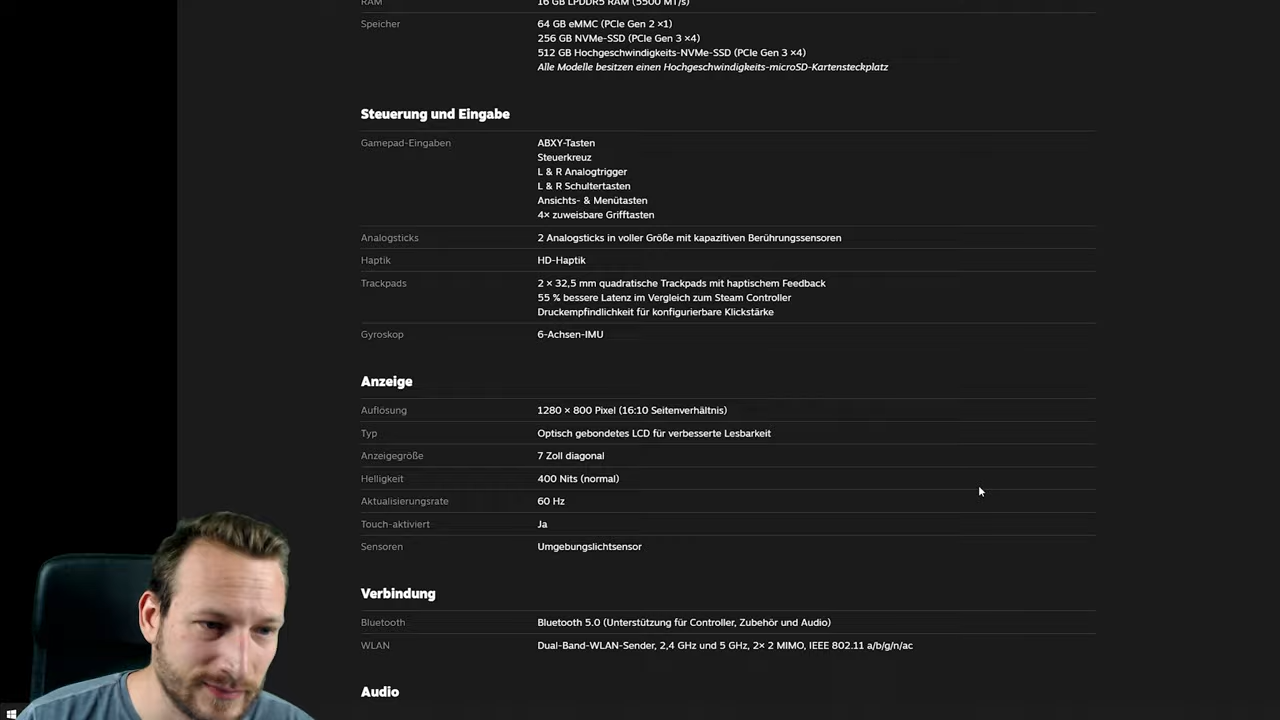 RAM 16 GB LPDDR5 RAM (5500 MT/s)
Speicher 64 GB eMMC (PCIe Gen 2 ×1)
256 GB NVMe-SSD (PCIe Gen 3 ×4)
512 GB Hochgeschwindigkeits-NVMe-SSD (PCIe Gen 3 ×4)
Alle Modelle besitzen einen Hochgeschwindigkeits-microSD-Kartensteckplatz
Steuerung und Eingabe
Gamepad-Eingaben ABXY-Tasten
Steuerkreuz
L & R Analogtrigger
L & R Schultertasten
Ansichts- & Menütasten
4× zuweisbare Grifftasten
Analogsticks 2 Analogsticks in voller Größe mit kapazitiven Berührungssensoren
Haptik HD-Haptik
Trackpads 2 × 32,5 mm quadratische Trackpads mit haptischem Feedback
55 % bessere Latenz im Vergleich zum Steam Controller
Druckempfindlichkeit für konfigurierbare Klickstärke
Gyroskop 6-Achsen-IMU
Anzeige
Auflösung 1280 × 800 Pixel (16:10 Seitenverhältnis)
Typ Optisch gebondetes LCD für verbesserte Lesbarkeit
Anzeigegröße 7 Zoll diagonal
Helligkeit 400 Nits (normal)
Aktualisierungsrate 60 Hz
Touch-aktiviert Ja
Sensoren Umgebungslichtsensor
Verbindung
Bluetooth Bluetooth 5.0 (Unterstützung für Controller, Zubehör und Audio)
WLAN Dual-Band-WLAN-Sender, 2,4 GHz und 5 GHz, 2× 2 MIMO, IEEE 802.11 a/b/g/n/ac
Audio